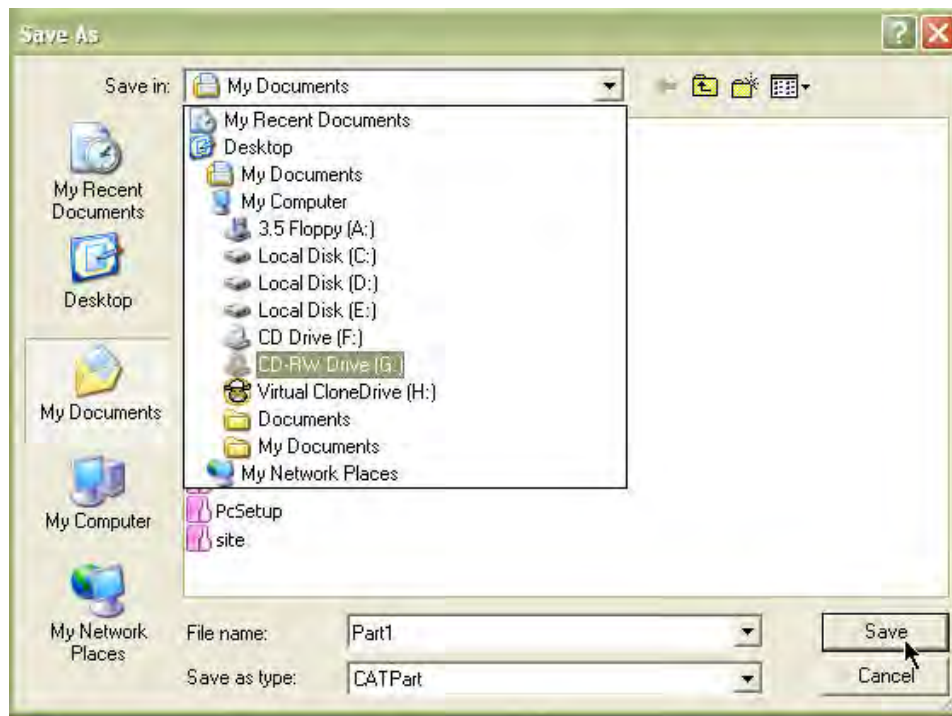 Save As
Save in:
My Documents
My Recent Documents
Desktop
My Documents
My Computer
3.5 Floppy (A:)
Local Disk (C:)
Local Disk (D:)
Local Disk (E:)
CD Drive (F:)
CD-RW Drive (G:)
Virtual CloneDrive (H:)
Documents
My Documents
My Network Places
PcSetup
site
My Recent
Documents
Desktop
My Documents
My Computer
My Network
Places
File name:
Part1
Save
Save as type:
CATPart
Cancel